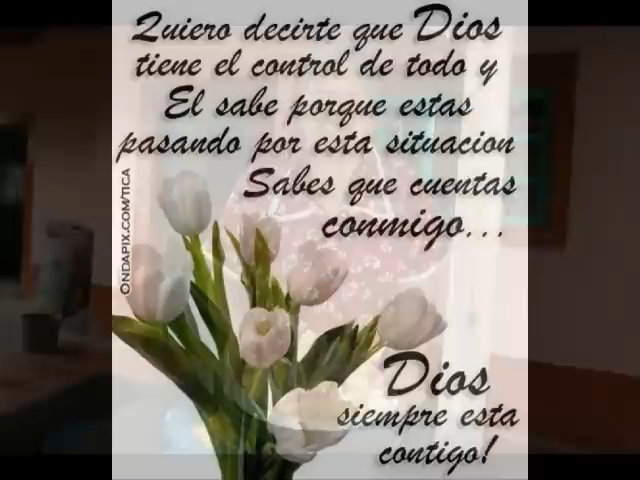 Quiero decirte que Dios
tiene el control de todo y
El sabe porque estas
pasando por esta situacion
Sabes que cuentas
conmigo...
ONDAPIX.COM/TICA
Dios
siempre esta
contigo!